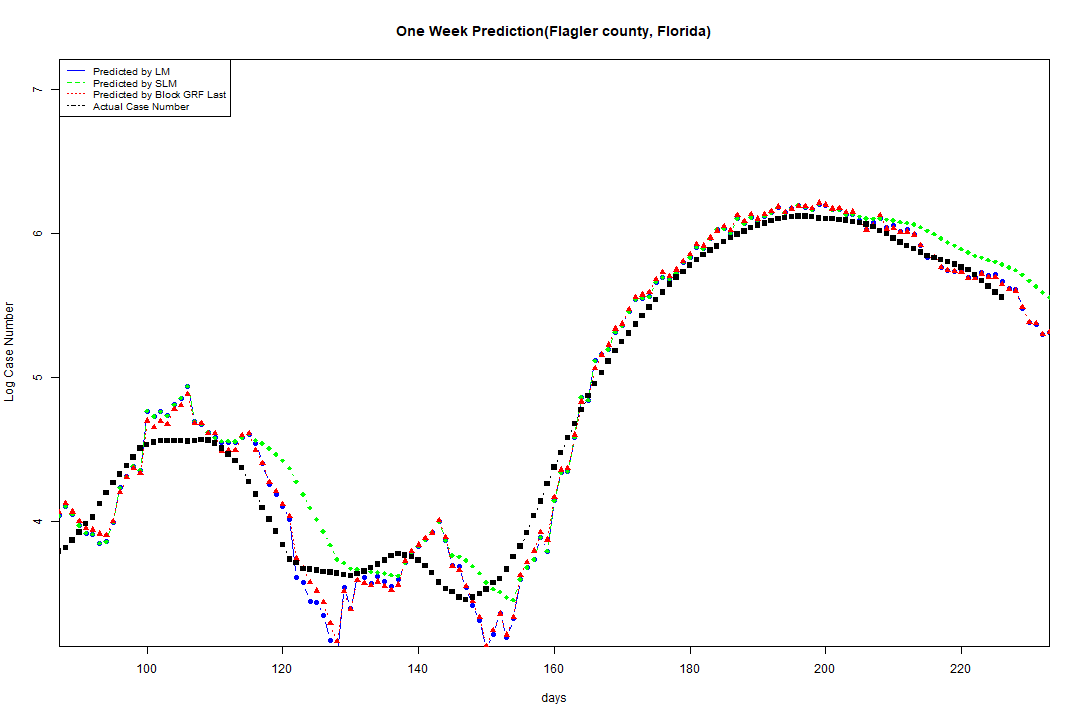 One Week Prediction(Flagler county, Florida)
Predicted by LM
Predicted by SLM
Predicted by Block GRF Last
Actual Case Number
7
6
5
4
Log Case Number
100 120 140 160 180 200 220
days